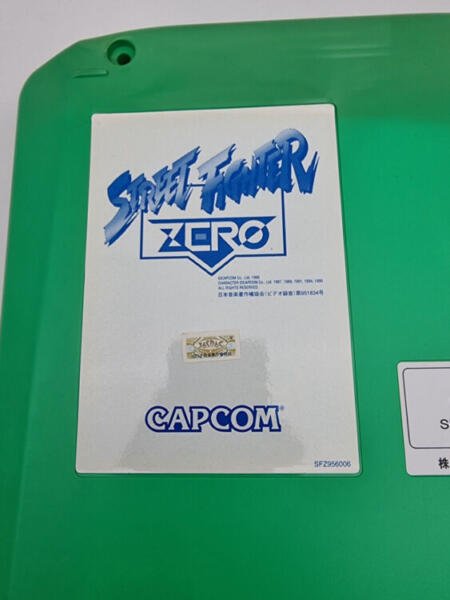 STREET FIGHTER
ZERO
©CAPCOM Co., Ltd. 1995
CHARACTER ©CAPCOM Co., Ltd. 1987, 1989, 1991, 1994, 1995
ALL RIGHTS RESERVED
日本音楽著作権協会(ビデオ録音)第951834号
CAPCOM®
SFZ956006
S
株